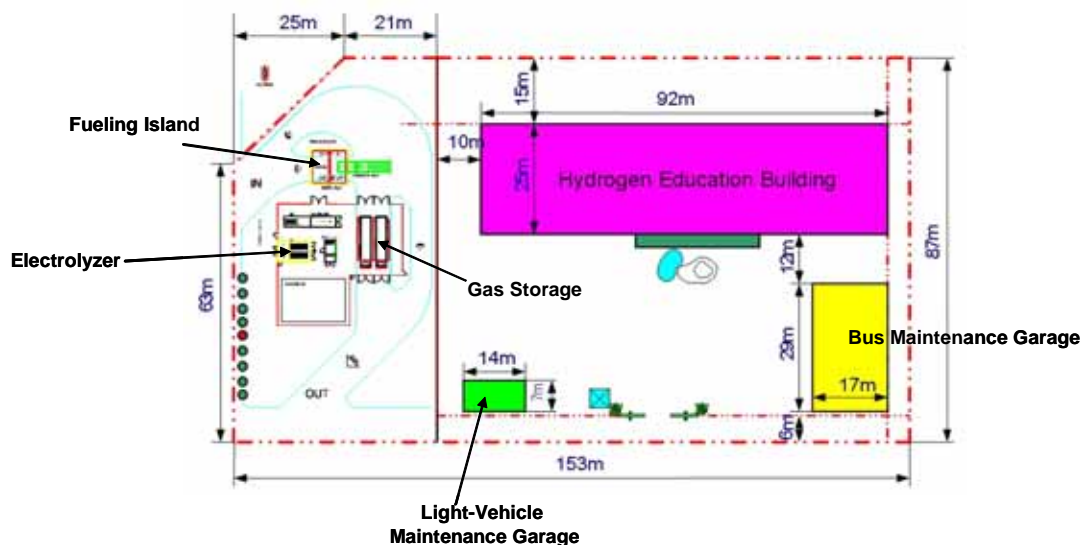 25m
21m
15m
92m
Fueling Island
10m
25m
Hydrogen Education Building
IN
Electrolyzer
12m
87m
Gas Storage
63m
29m
Bus Maintenance Garage
14m
7m
17m
OUT
6m
153m
Light-Vehicle
Maintenance Garage